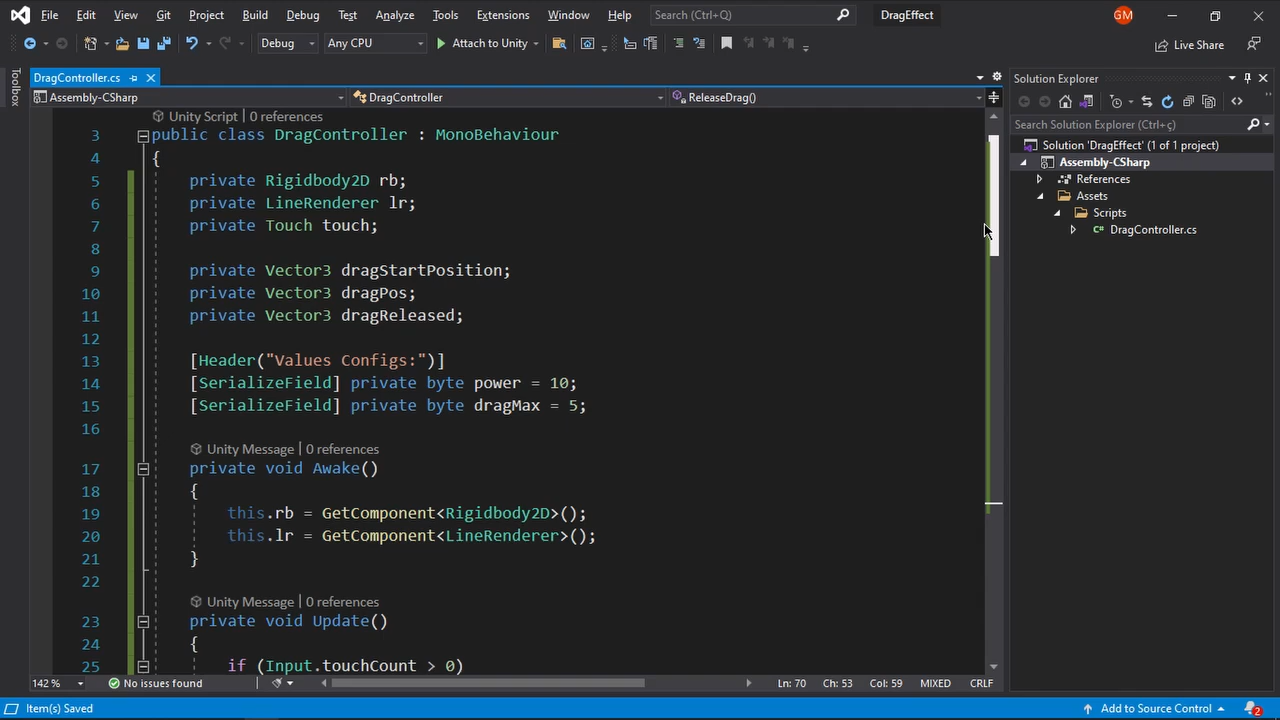 File Edit View Git Project Build Debug Test Analyze Tools Extensions Window Help Search (Ctrl+Q) DragEffect GM
Debug Any CPU Attach to Unity Live Share
Toolbox
DragController.cs
Assembly-CSharp DragController ReleaseDrag()
Unity Script | 0 references
3 public class DragController : MonoBehaviour
4 {
5 private Rigidbody2D rb;
6 private LineRenderer lr;
7 private Touch touch;
8
9 private Vector3 dragStartPosition;
10 private Vector3 dragPos;
11 private Vector3 dragReleased;
12
13 [Header("Values Configs:")]
14 [SerializeField] private byte power = 10;
15 [SerializeField] private byte dragMax = 5;
16
Unity Message | 0 references
17 private void Awake()
18 {
19 this.rb = GetComponent<Rigidbody2D>();
20 this.lr = GetComponent<LineRenderer>();
21 }
22
Unity Message | 0 references
23 private void Update()
24 {
25 if (Input.touchCount > 0)
142 % No issues found Ln: 70 Ch: 53 Col: 59 MIXED CRLF
Solution Explorer
Search Solution Explorer (Ctrl+ç)
Solution 'DragEffect' (1 of 1 project)
Assembly-CSharp
References
Assets
Scripts
C# DragController.cs
Item(s) Saved Add to Source Control 2